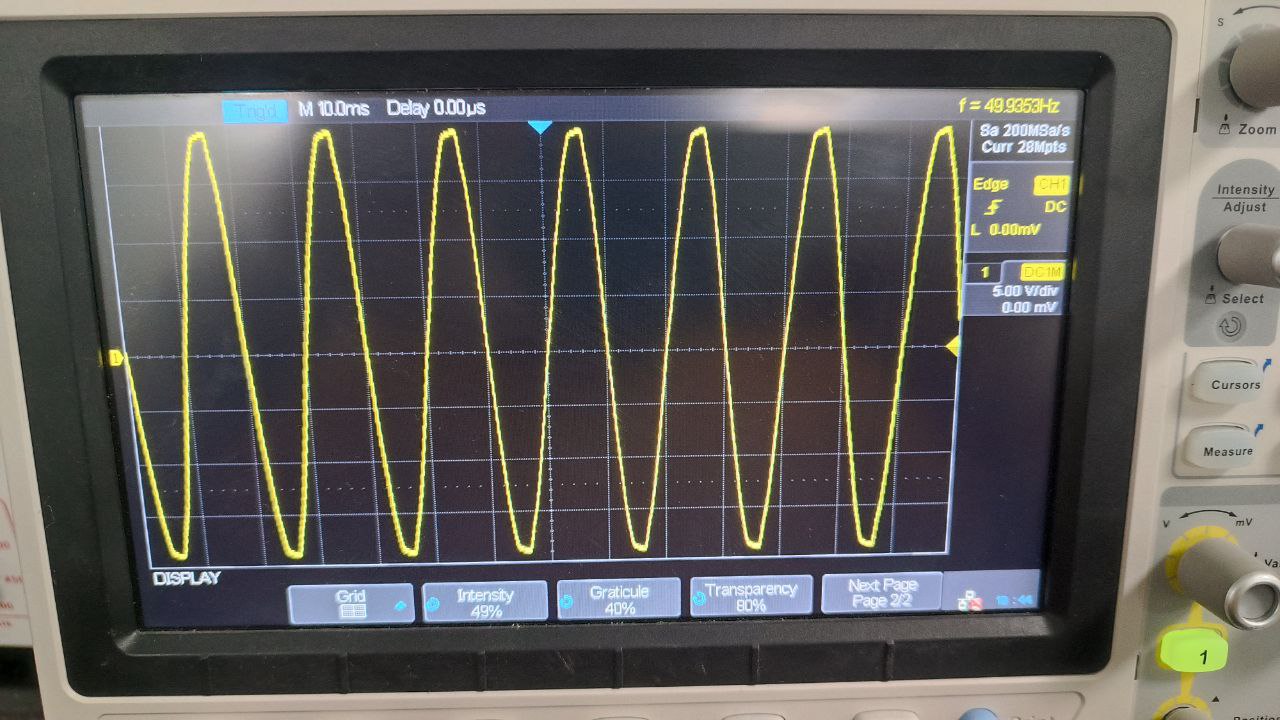 Trig'd M 10.0ms Delay 0.00μs f = 49.9353Hz
Sa 200MSa/s
Curr 28Mpts
Edge CH1
DC
L 0.00mV
1 DC1M
5.00 V/div
0.00 mV
1
DISPLAY
Grid
Intensity
49%
Graticule
40%
Transparency
80%
Next Page
Page 2/2
S
Zoom
Intensity
Adjust
Select
Cursors
Measure
V mV
1